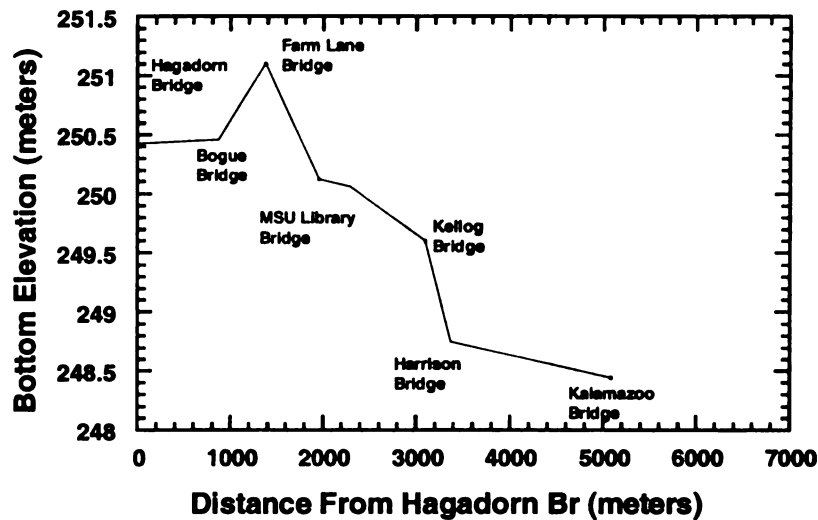 251.5
251
250.5
250
249.5
249
248.5
248
Bottom Elevation (meters)
Hagadorn
Bridge
Farm Lane
Bridge
Bogue
Bridge
MSU Library
Bridge
Kellog
Bridge
Harrison
Bridge
Kalamazoo
Bridge
0 1000 2000 3000 4000 5000 6000 7000
Distance From Hagadorn Br (meters)